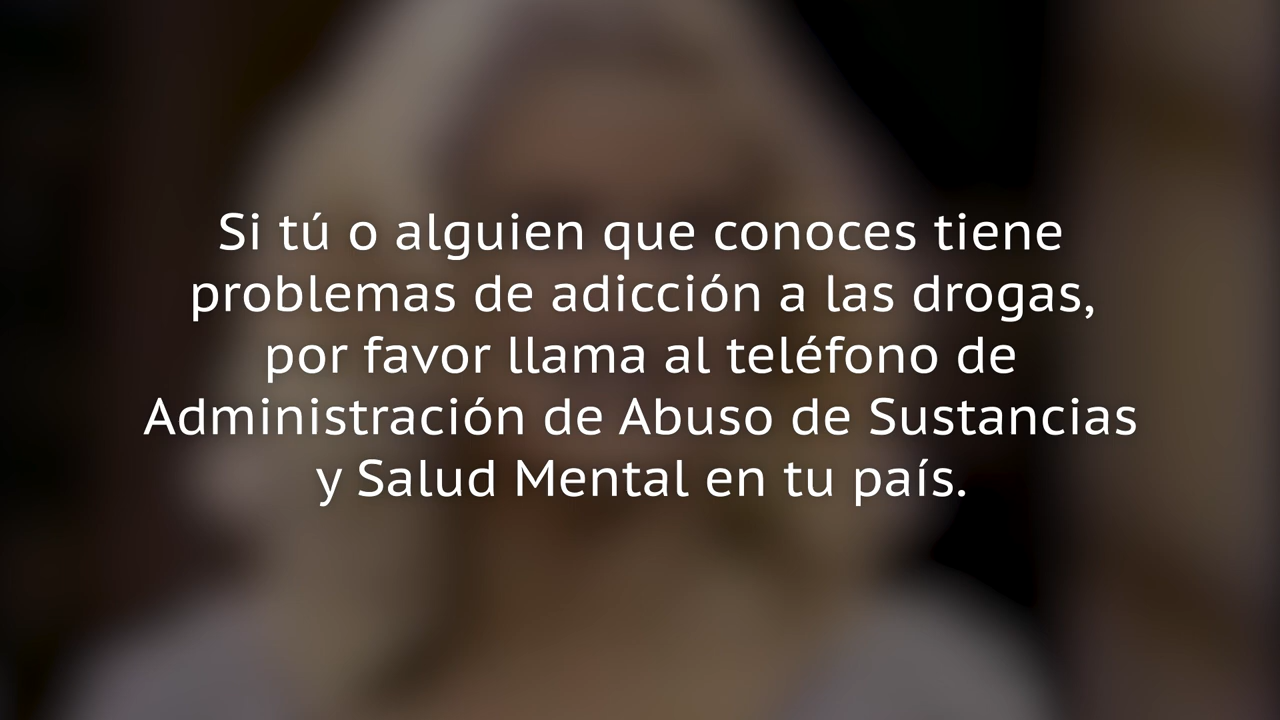 Si tú o alguien que conoces tiene
problemas de adicción a las drogas,
por favor llama al teléfono de
Administración de Abuso de Sustancias
y Salud Mental en tu país.